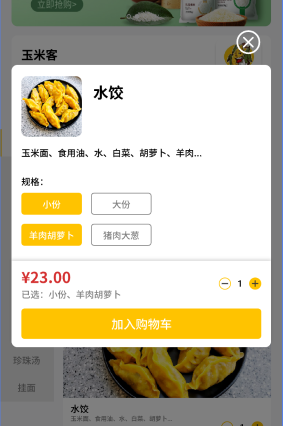 立即抢购>
玉米客
水饺
玉米面、食用油、水、白菜、胡萝卜、羊肉...
规格：
小份
大份
羊肉胡萝卜
猪肉大葱
¥23.00
1
已选：小份、羊肉胡萝卜
加入购物车
珍珠汤
挂面
水饺
玉米面、食用油、水、白菜、胡萝卜、羊肉...
1